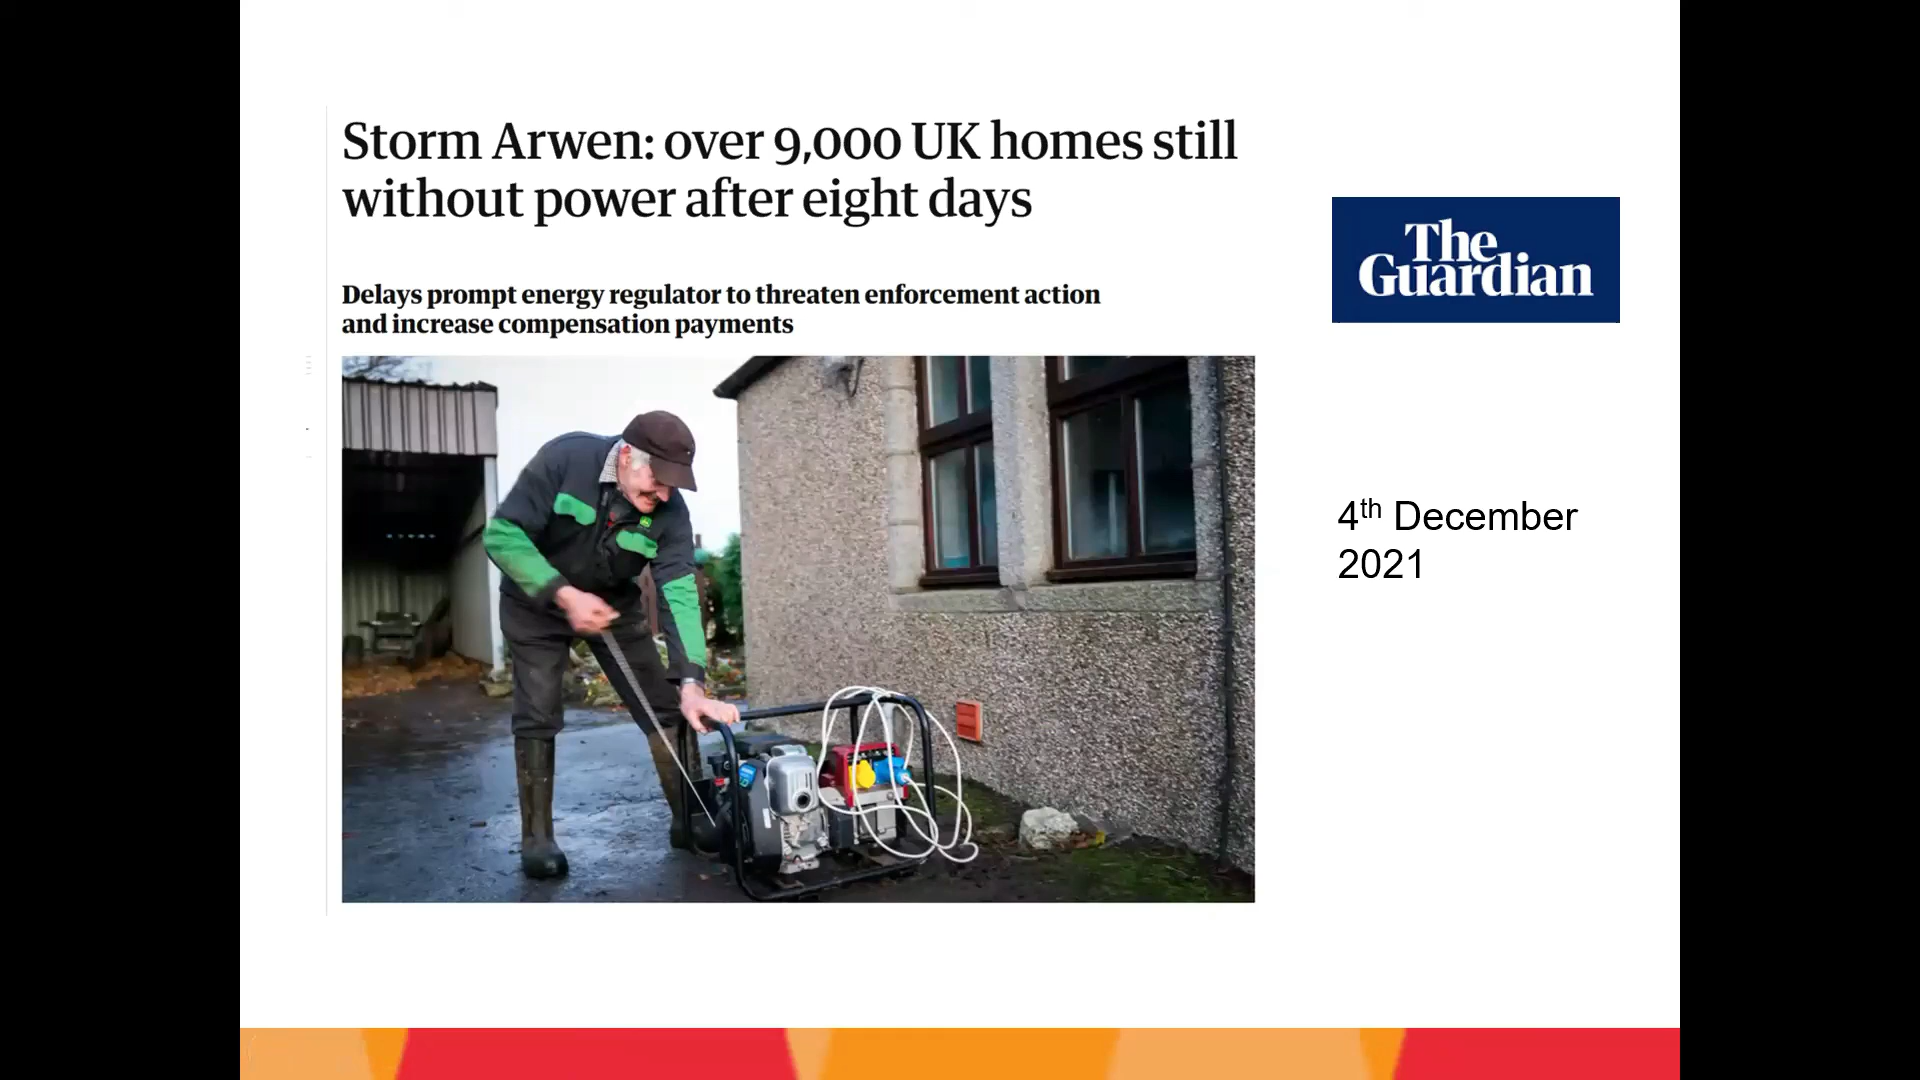 Storm Arwen: over 9,000 UK homes still
without power after eight days
Delays prompt energy regulator to threaten enforcement action
and increase compensation payments
The
Guardian
4th December
2021